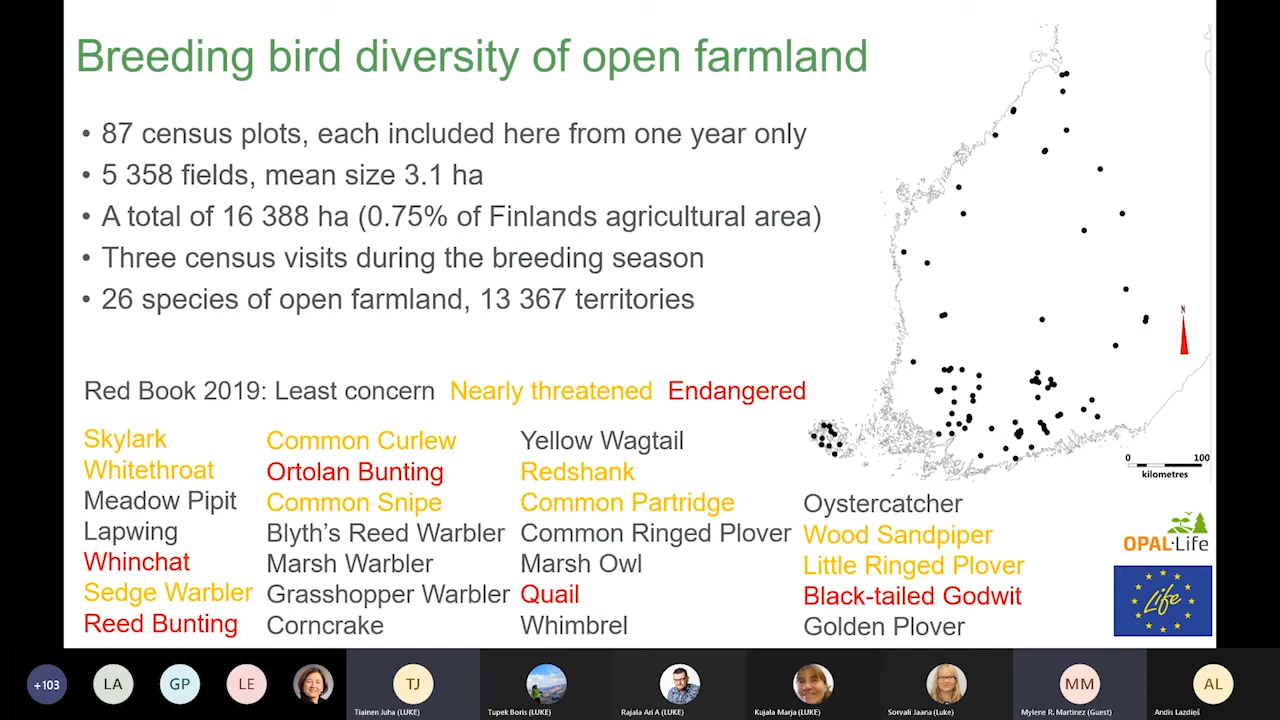 Breeding bird diversity of open farmland
• 87 census plots, each included here from one year only
• 5 358 fields, mean size 3.1 ha
• A total of 16 388 ha (0.75% of Finlands agricultural area)
• Three census visits during the breeding season
• 26 species of open farmland, 13 367 territories
N
0 100
kilometres
Red Book 2019: Least concern Nearly threatened Endangered
Skylark
Whitethroat
Meadow Pipit
Lapwing
Whinchat
Sedge Warbler
Reed Bunting
Common Curlew
Ortolan Bunting
Common Snipe
Blyth’s Reed Warbler
Marsh Warbler
Grasshopper Warbler
Corncrake
Yellow Wagtail
Redshank
Common Partridge
Common Ringed Plover
Marsh Owl
Quail
Whimbrel
Oystercatcher
Wood Sandpiper
Little Ringed Plover
Black-tailed Godwit
Golden Plover
OPAL·Life
Life
+103
LA
GP
LE
TJ
MM
AL
Tiainen Juha (LUKE)
Tupek Boris (LUKE)
Rajala Ari A (LUKE)
Kujala Marja (LUKE)
Sorvali Jaana (Luke)
Mylene R. Martinez (Guest)
Andis Lazdiņš